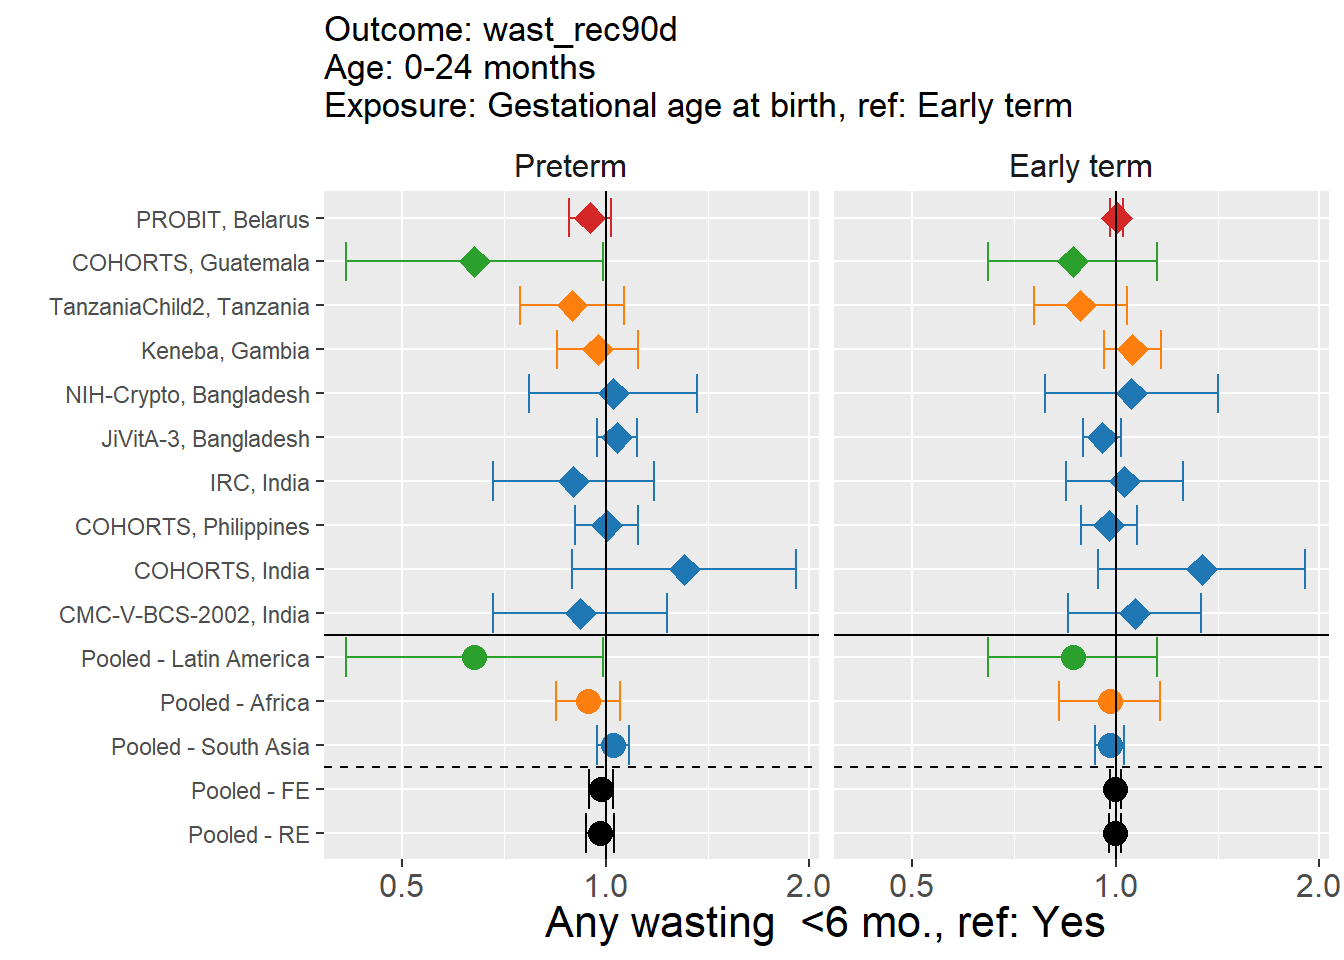 Outcome: wast_rec90d
Age: 0-24 months
Exposure: Gestational age at birth, ref: Early term
Preterm
Early term
PROBIT, Belarus
COHORTS, Guatemala
TanzaniaChild2, Tanzania
Keneba, Gambia
NIH-Crypto, Bangladesh
JiVitA-3, Bangladesh
IRC, India
COHORTS, Philippines
COHORTS, India
CMC-V-BCS-2002, India
Pooled - Latin America
Pooled - Africa
Pooled - South Asia
Pooled - FE
Pooled - RE
0.5 1.0 2.0 0.5 1.0 2.0
Any wasting  <6 mo., ref: Yes